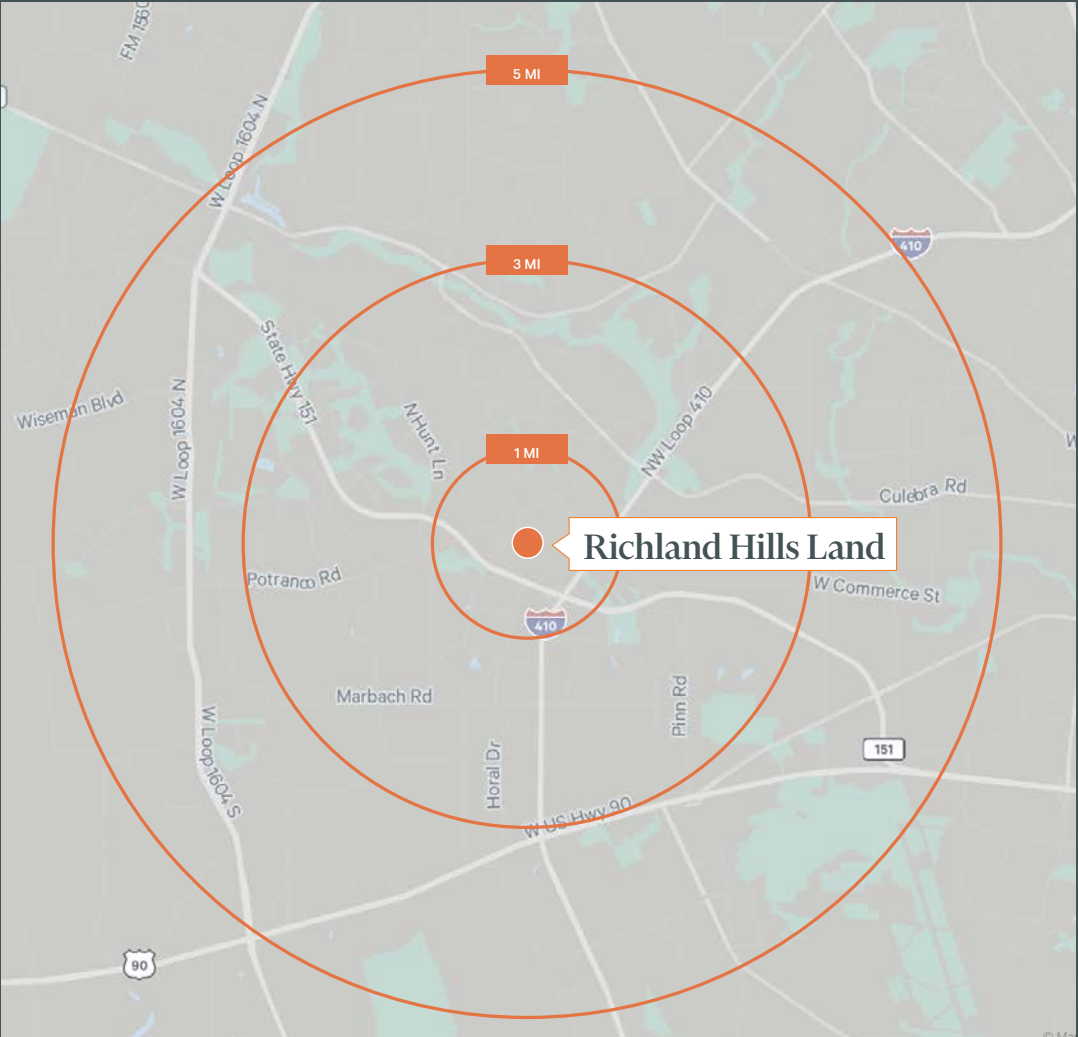 FM 1560
5 MI
W Loop 1604 N
410
3 MI
State Hwy 151
Wiseman Blvd
W Loop 1604 N
N Hunt Ln
NW Loop 410
1 MI
Culebra Rd
Richland Hills Land
Potranco Rd
W Commerce St
410
Marbach Rd
Pinn Rd
W Loop 1604 S
Horal Dr
151
W US Hwy 90
90